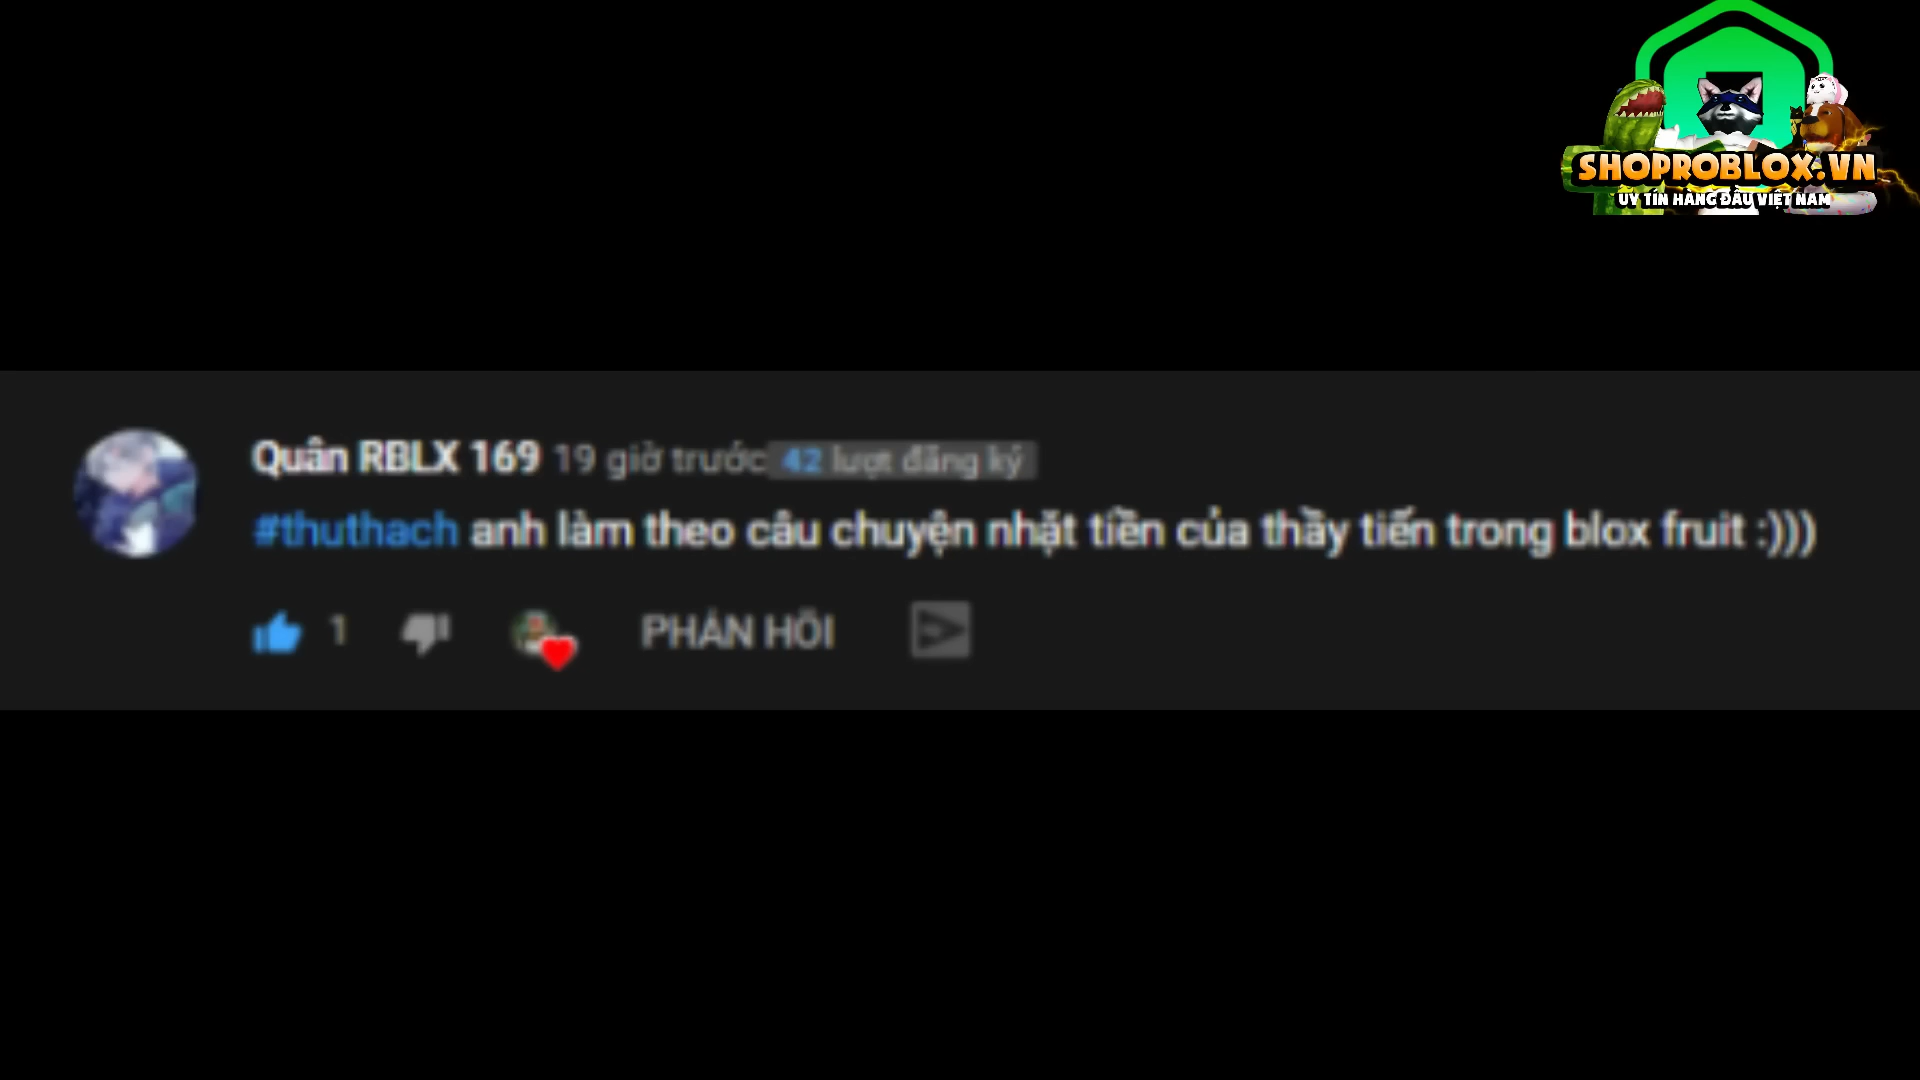 SHOPROBLOX.VN
UY TÍN HÀNG ĐẦU VIỆT NAM
Quân RBLX 169 19 giờ trước 42 lượt đăng ký
#thuthach anh làm theo câu chuyện nhặt tiền của thầy tiến trong blox fruit :)))
1 PHẢN HỒI